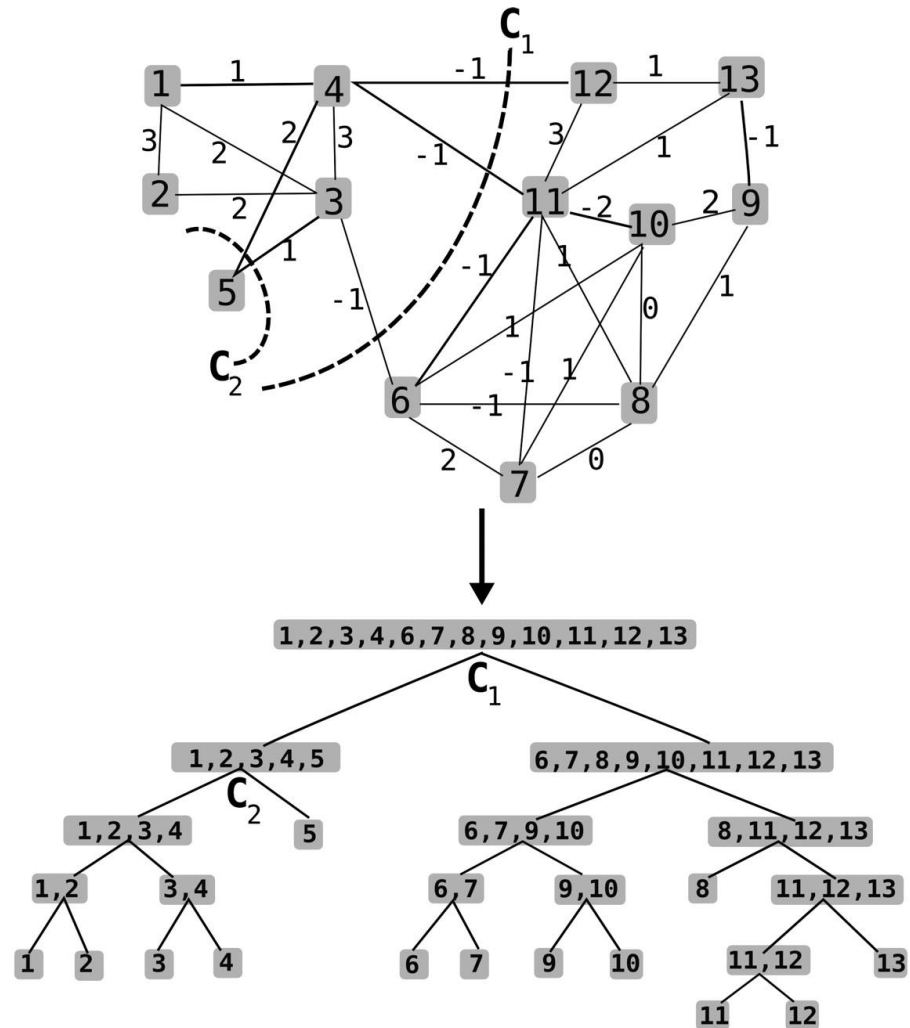 C1
1 1 4 -1 12 1 13
3 2 2 3 -1 3 1 -1
2 2 3 11 -2 10 2 9
1 -1 1
5 -1 1 0 1
C2
6 -1 -1 1 8
2 7 0
1,2,3,4,6,7,8,9,10,11,12,13
C1
1,2,3,4,5 6,7,8,9,10,11,12,13
C2
1,2,3,4 5 6,7,9,10 8,11,12,13
1,2 3,4 6,7 9,10 8 11,12,13
1 2 3 4 6 7 9 10 11,12 13
11 12